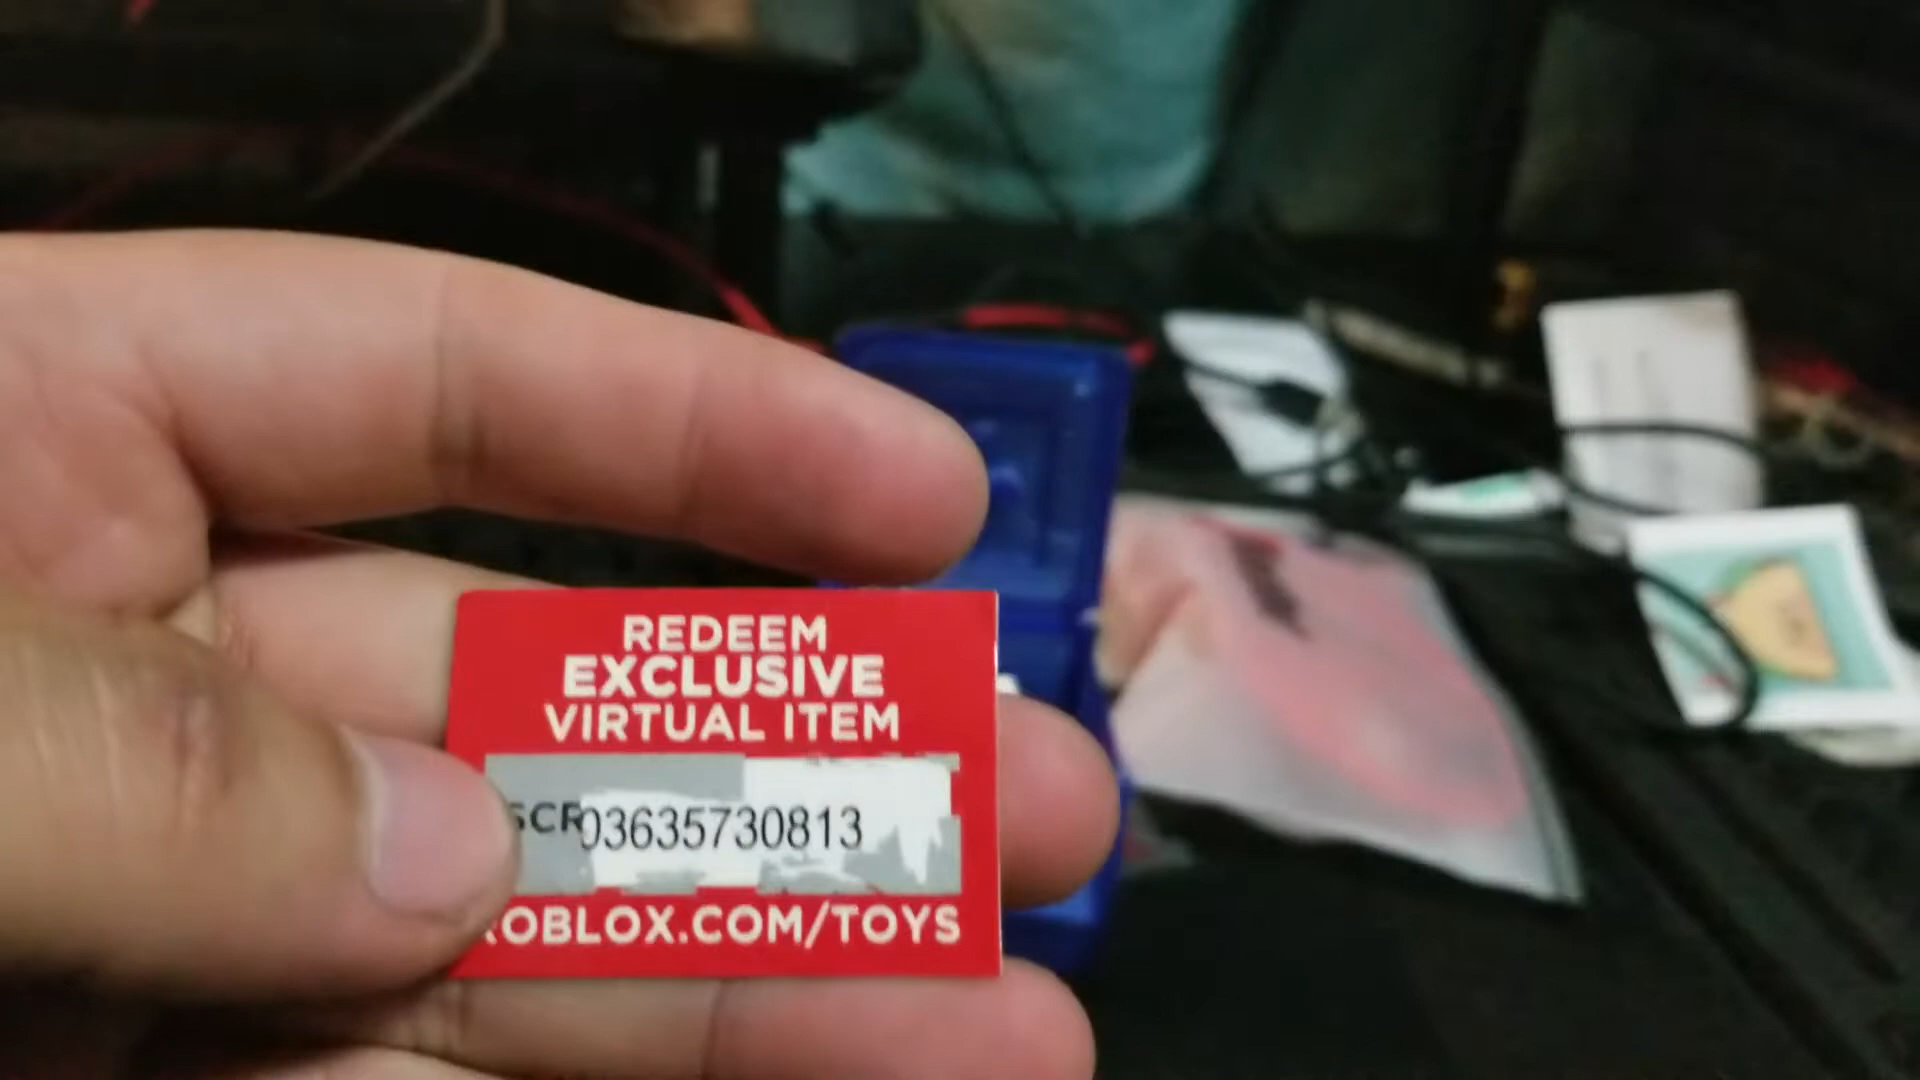 REDEEM
EXCLUSIVE
VIRTUAL ITEM
SCR03635730813
ROBLOX.COM/TOYS